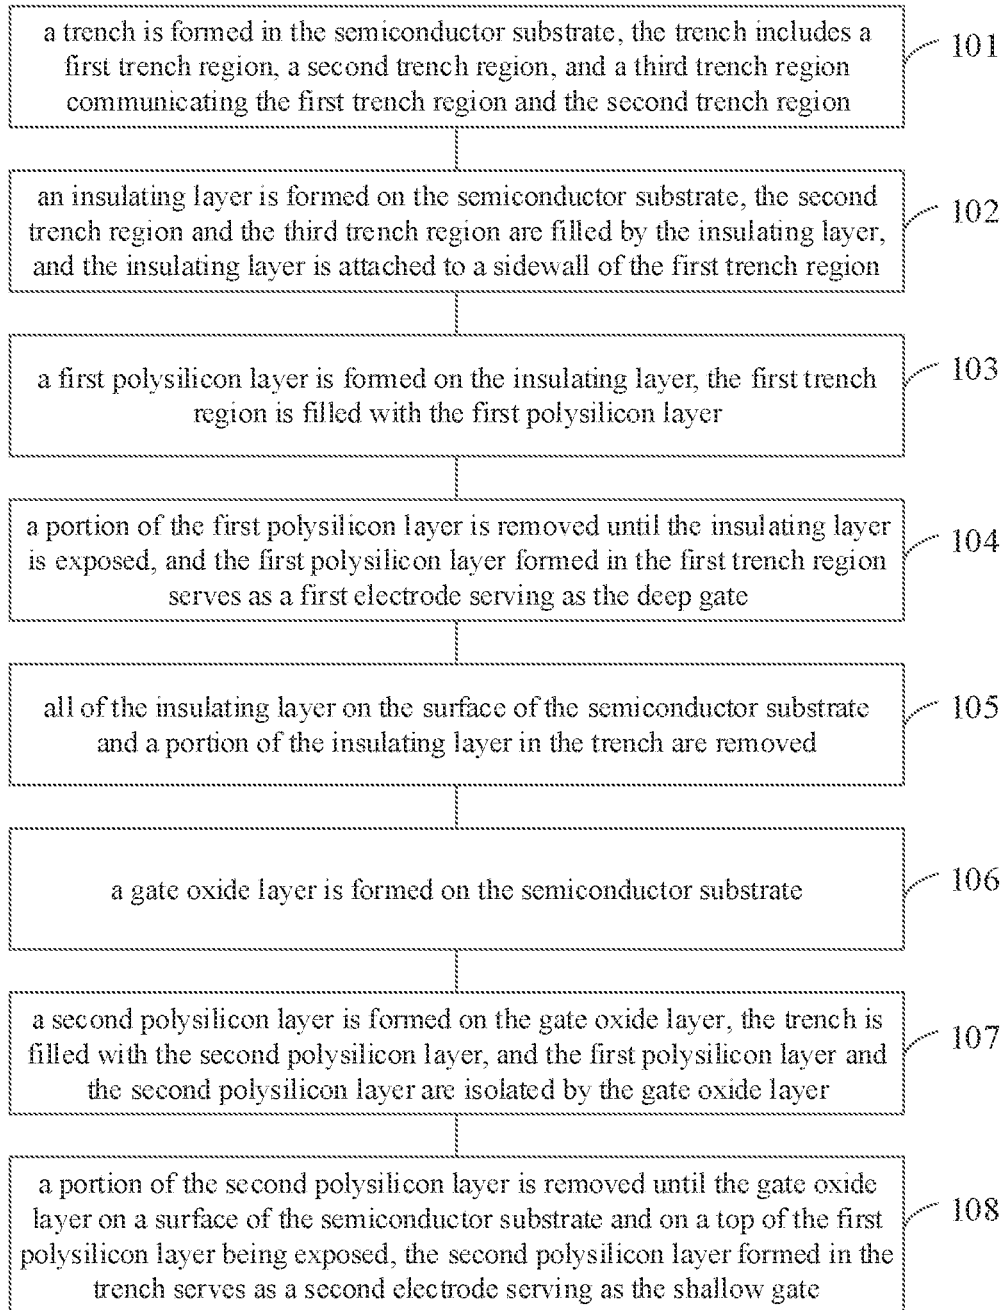 a trench is formed in the semiconductor substrate, the trench includes a
first trench region, a second trench region, and a third trench region
communicating the first trench region and the second trench region
101
an insulating layer is formed on the semiconductor substrate, the second
trench region and the third trench region are filled by the insulating layer,
and the insulating layer is attached to a sidewall of the first trench region
102
a first polysilicon layer is formed on the insulating layer, the first trench
region is filled with the first polysilicon layer
103
a portion of the first polysilicon layer is removed until the insulating layer
is exposed, and the first polysilicon layer formed in the first trench region
serves as a first electrode serving as the deep gate
104
all of the insulating layer on the surface of the semiconductor substrate
and a portion of the insulating layer in the trench are removed
105
a gate oxide layer is formed on the semiconductor substrate
106
a second polysilicon layer is formed on the gate oxide layer, the trench is
filled with the second polysilicon layer, and the first polysilicon layer and
the second polysilicon layer are isolated by the gate oxide layer
107
a portion of the second polysilicon layer is removed until the gate oxide
layer on a surface of the semiconductor substrate and on a top of the first
polysilicon layer being exposed, the second polysilicon layer formed in the
trench serves as a second electrode serving as the shallow gate
108